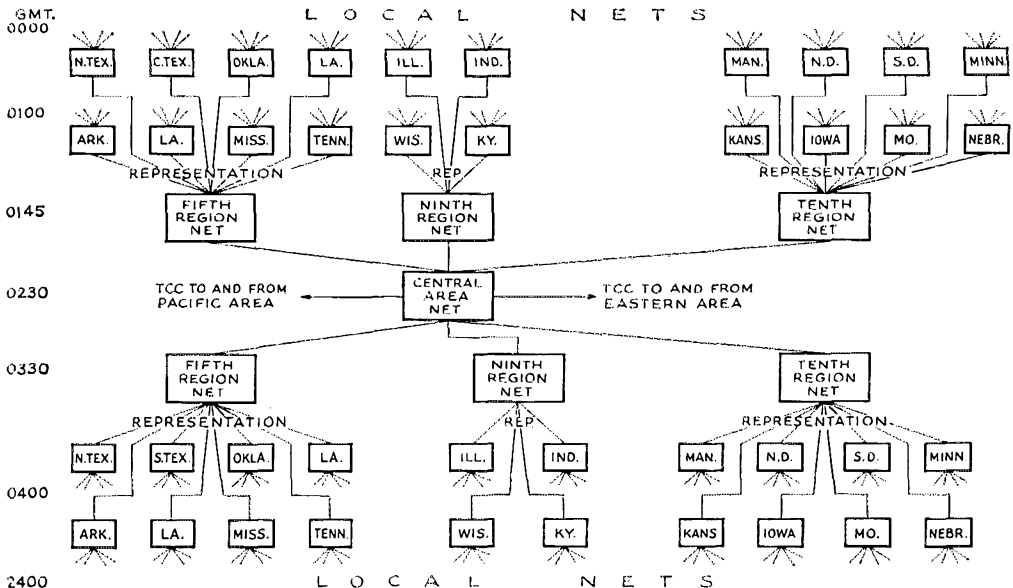 GMT. LOCAL NETS
0000
N.TEX. C.TEX. OKLA. LA. ILL. IND. MAN. N.D. S.D. MINN.
0100
ARK. LA. MISS. TENN. WIS. KY. KANS. IOWA MO. NEBR.
REPRESENTATION REP. REPRESENTATION
0145
FIFTH REGION NET
NINTH REGION NET
TENTH REGION NET
0230
TCC TO AND FROM
PACIFIC AREA
CENTRAL
AREA
NET
TCC TO AND FROM
EASTERN AREA
0330
FIFTH REGION NET
NINTH REGION NET
TENTH REGION NET
REPRESENTATION REP REPRESENTATION
N.TEX. S.TEX. OKLA. LA. ILL. IND. MAN. N.D. S.D. MINN
0400
ARK. LA. MISS. TENN. WIS. KY. KANS IOWA MO. NEBR.
2400 LOCAL NETS